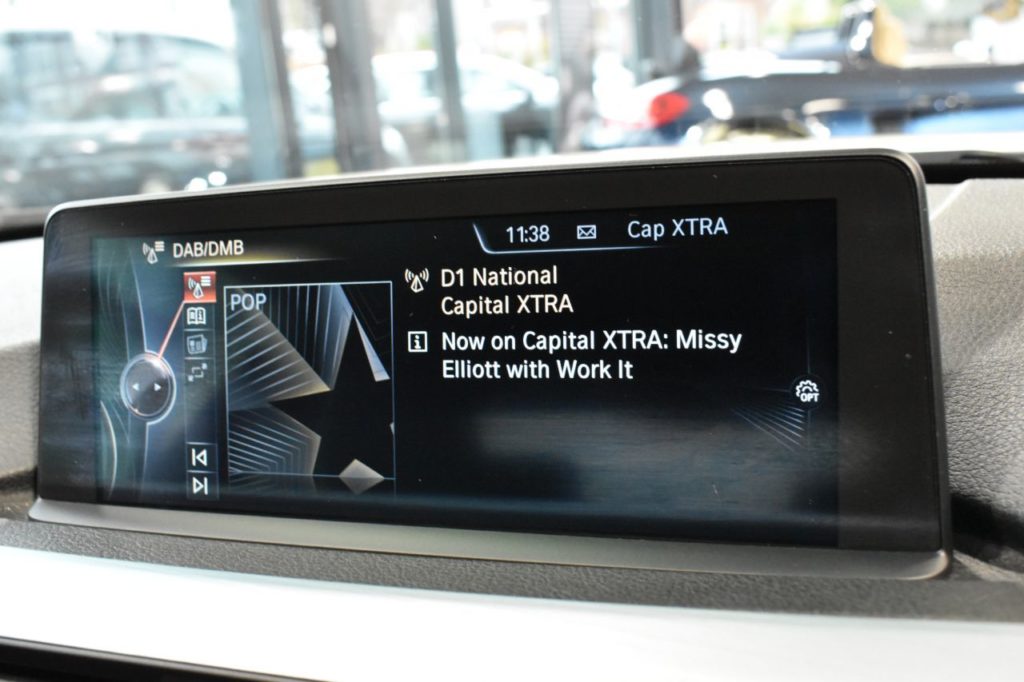 DAB/DMB
11:38
Cap XTRA
POP
D1 National
Capital XTRA
Now on Capital XTRA: Missy
Elliott with Work It
OPT